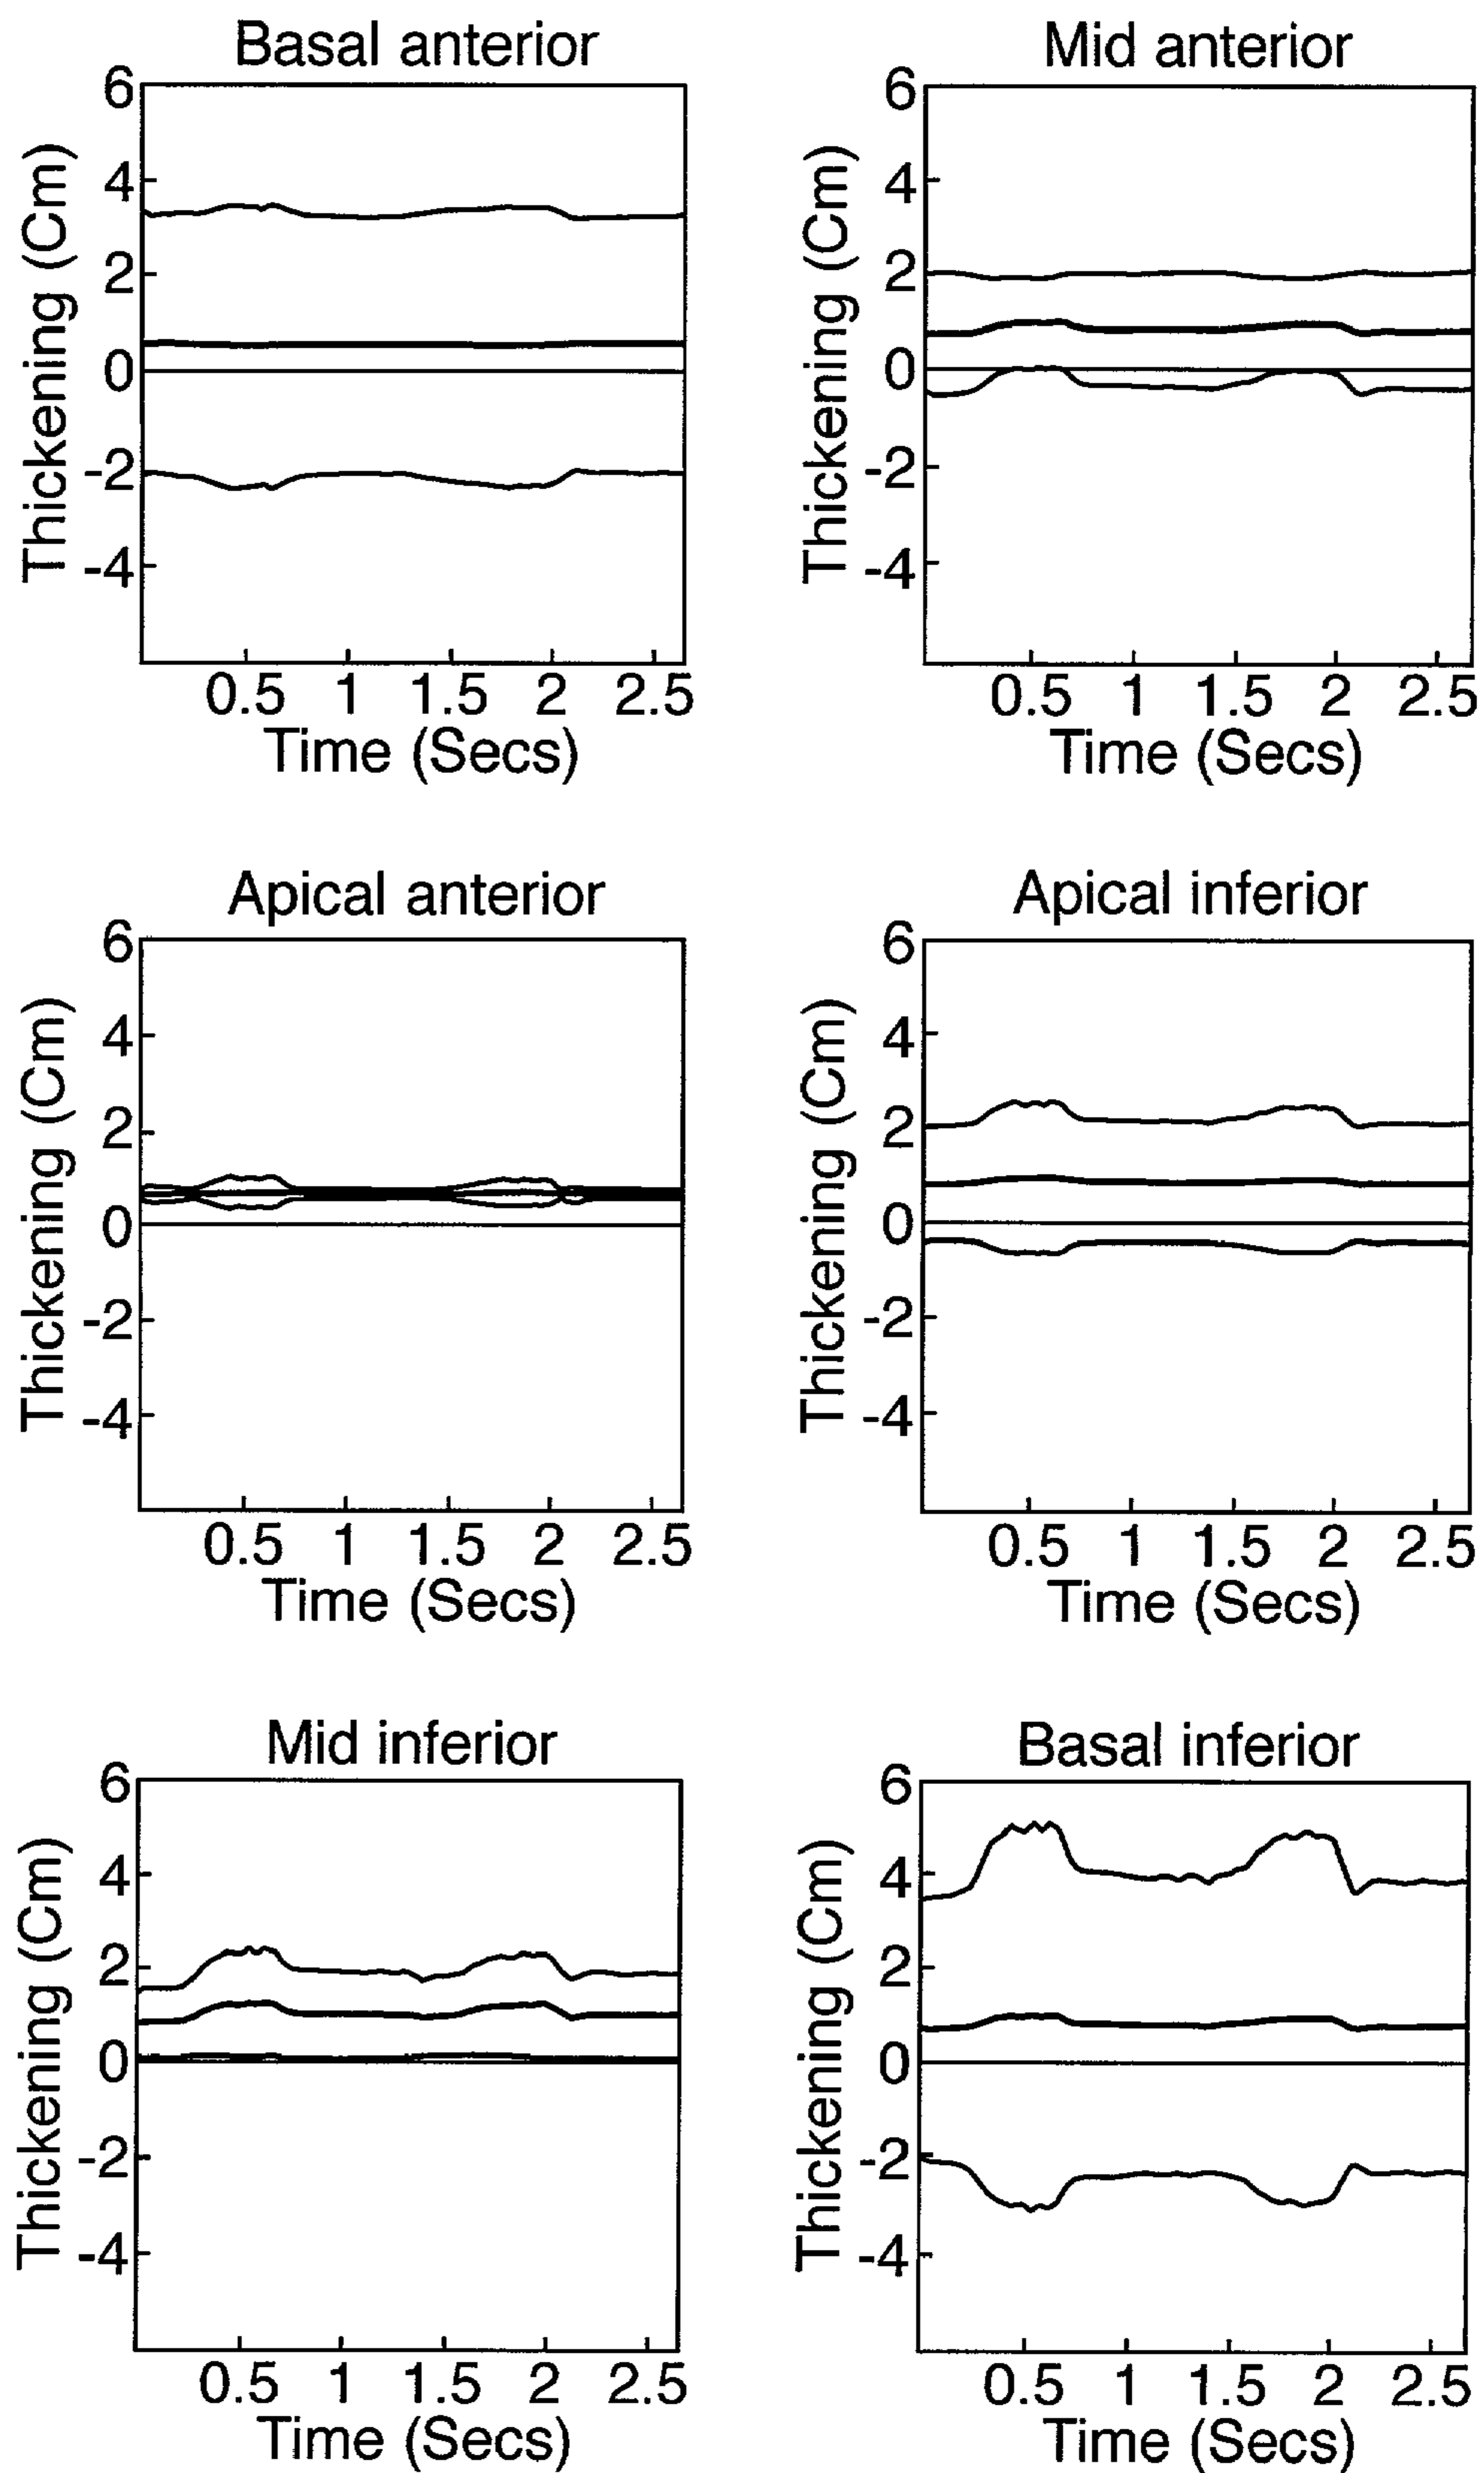 Basal anterior
6
4
2
0
-2
-4
Thickening (Cm)
0.5 1 1.5 2 2.5
Time (Secs)
Mid anterior
6
4
2
0
-2
-4
Thickening (Cm)
0.5 1 1.5 2 2.5
Time (Secs)
Apical anterior
6
4
2
0
-2
-4
Thickening (Cm)
0.5 1 1.5 2 2.5
Time (Secs)
Apical inferior
6
4
2
0
-2
-4
Thickening (Cm)
0.5 1 1.5 2 2.5
Time (Secs)
Mid inferior
6
4
2
0
-2
-4
Thickening (Cm)
0.5 1 1.5 2 2.5
Time (Secs)
Basal inferior
6
4
2
0
-2
-4
Thickening (Cm)
0.5 1 1.5 2 2.5
Time (Secs)